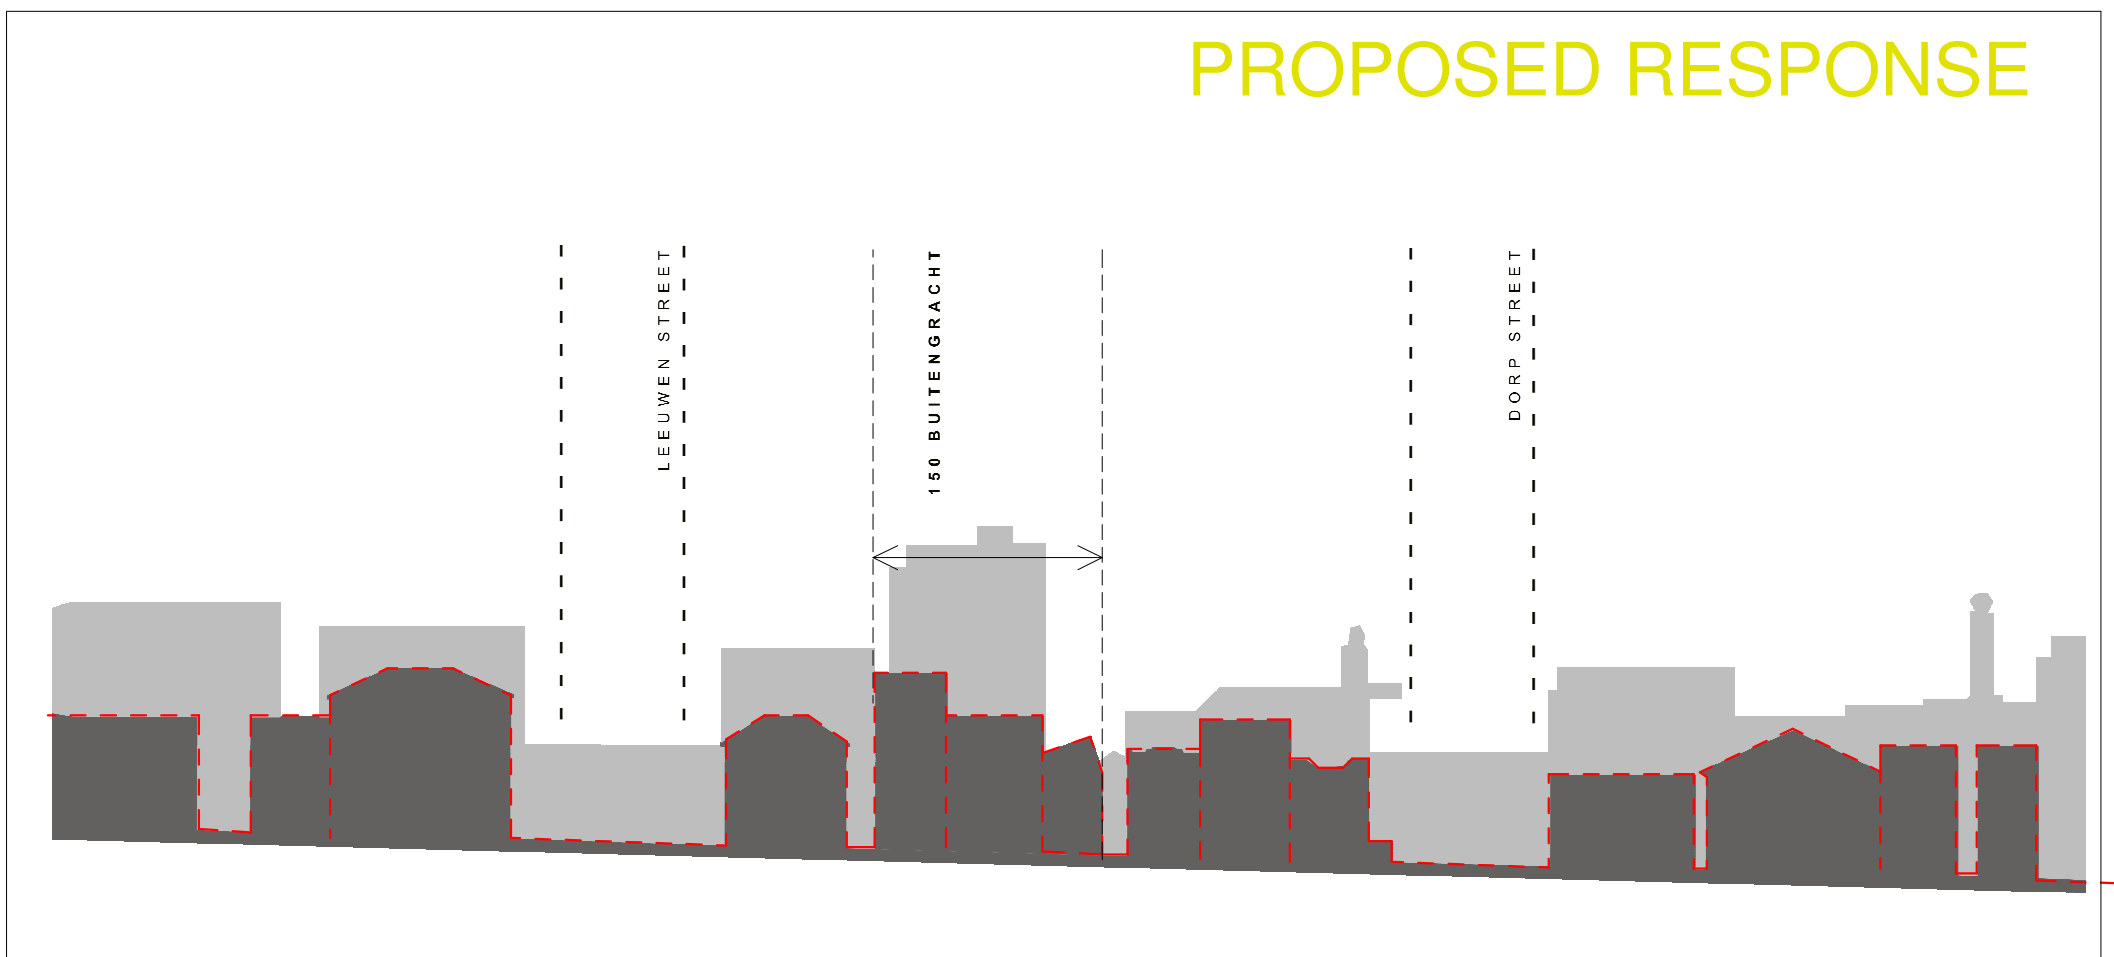 PROPOSED RESPONSE
LEEUWEN STREET
150 BUITENGRACHT
DORP STREET